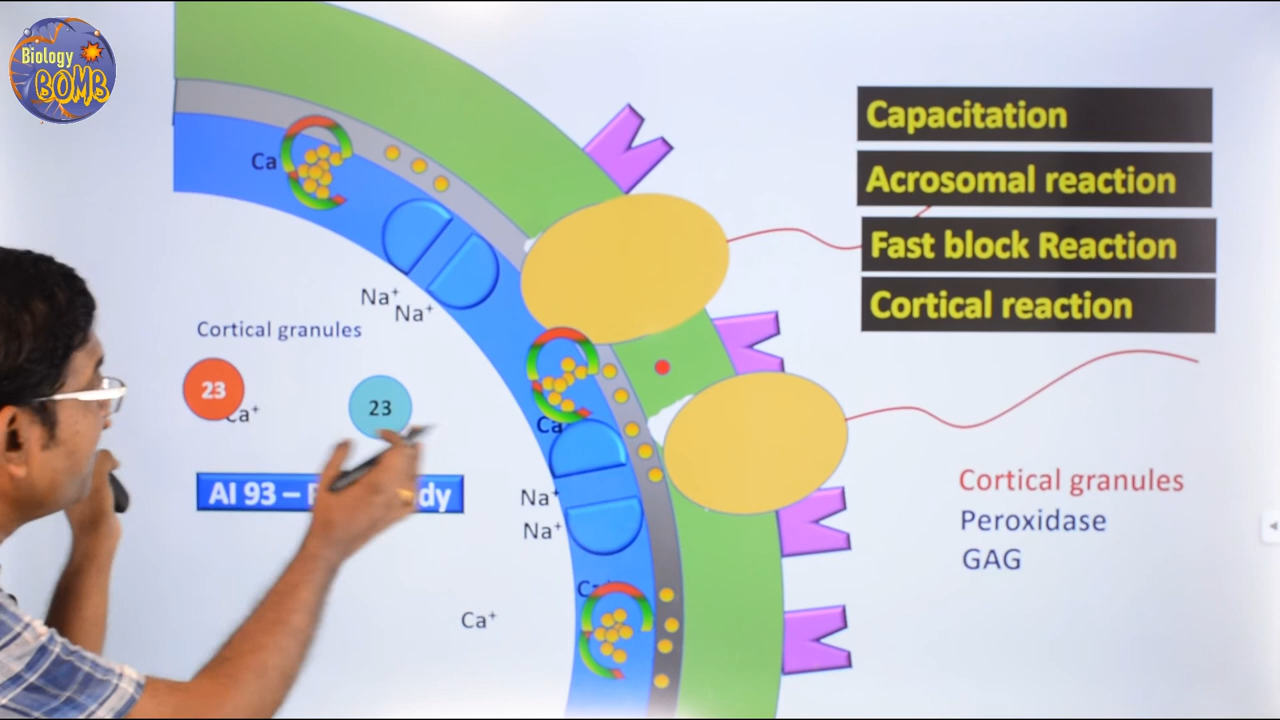 Biology
BOMB
Capacitation
Acrosomal reaction
Fast block Reaction
Cortical reaction
Ca
Na⁺
Na⁺
Cortical granules
23
Ca⁺
23
Ca
AI 93 –
Na⁺
Na⁺
Ca⁺
Cortical granules
Peroxidase
GAG